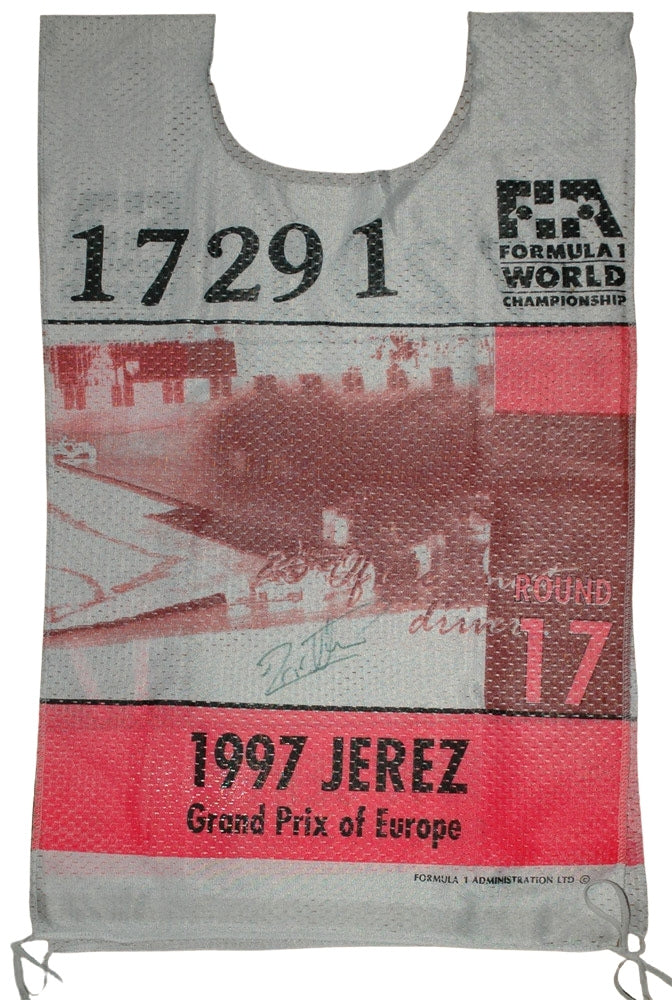 17291
FIA
FORMULA 1
WORLD
CHAMPIONSHIP
ROUND
17
1997 JEREZ
Grand Prix of Europe
FORMULA 1 ADMINISTRATION LTD ©